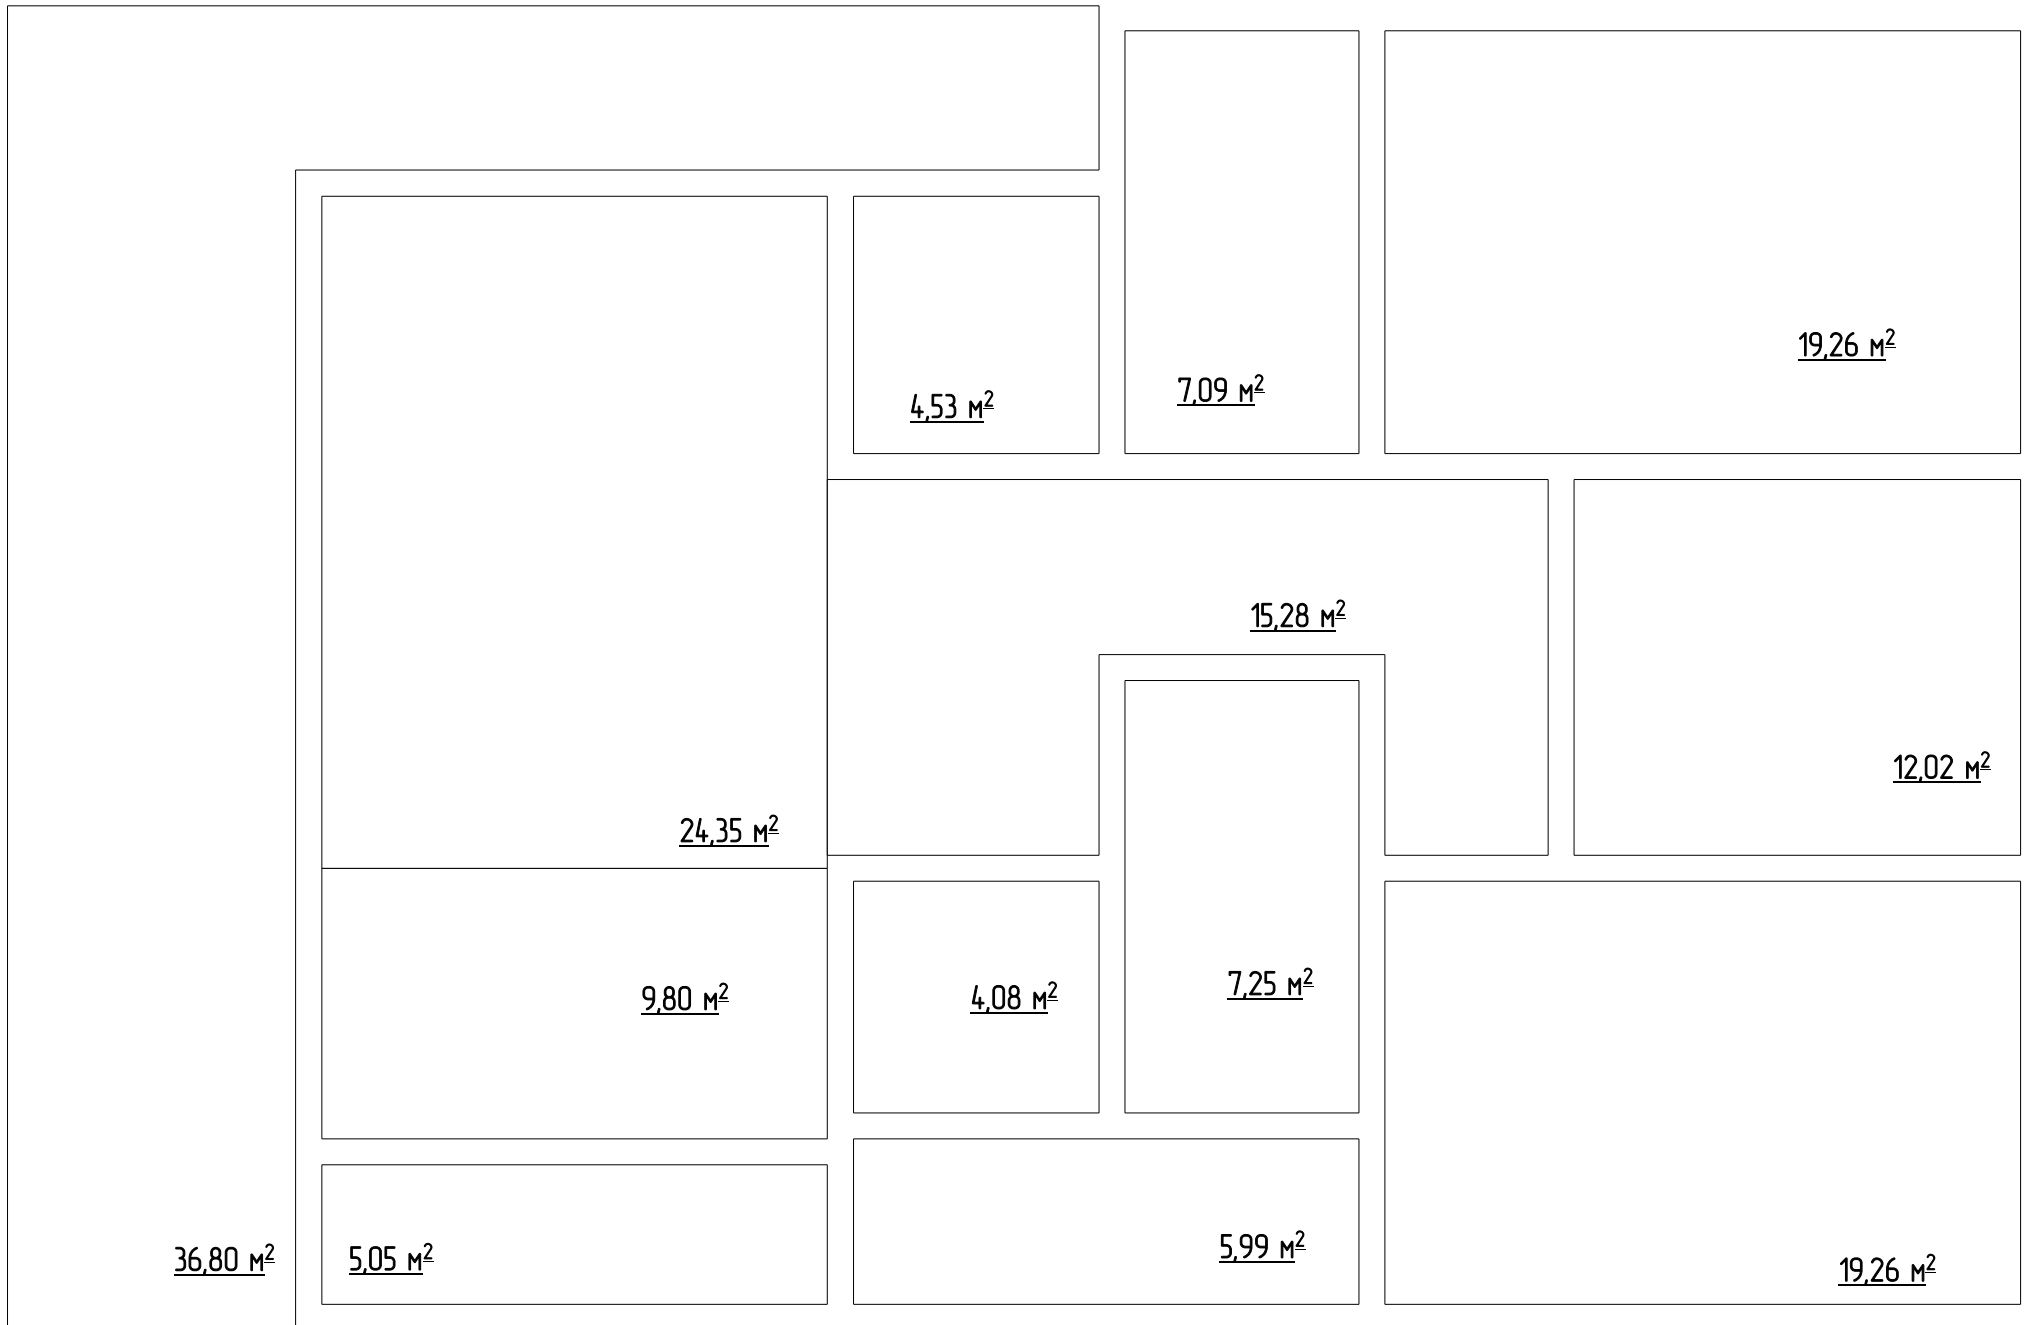 19,26 м²
7,09 м²
4,53 м²
15,28 м²
12,02 м²
24,35 м²
7,25 м²
9,80 м²
4,08 м²
5,99 м²
36,80 м²
5,05 м²
19,26 м²